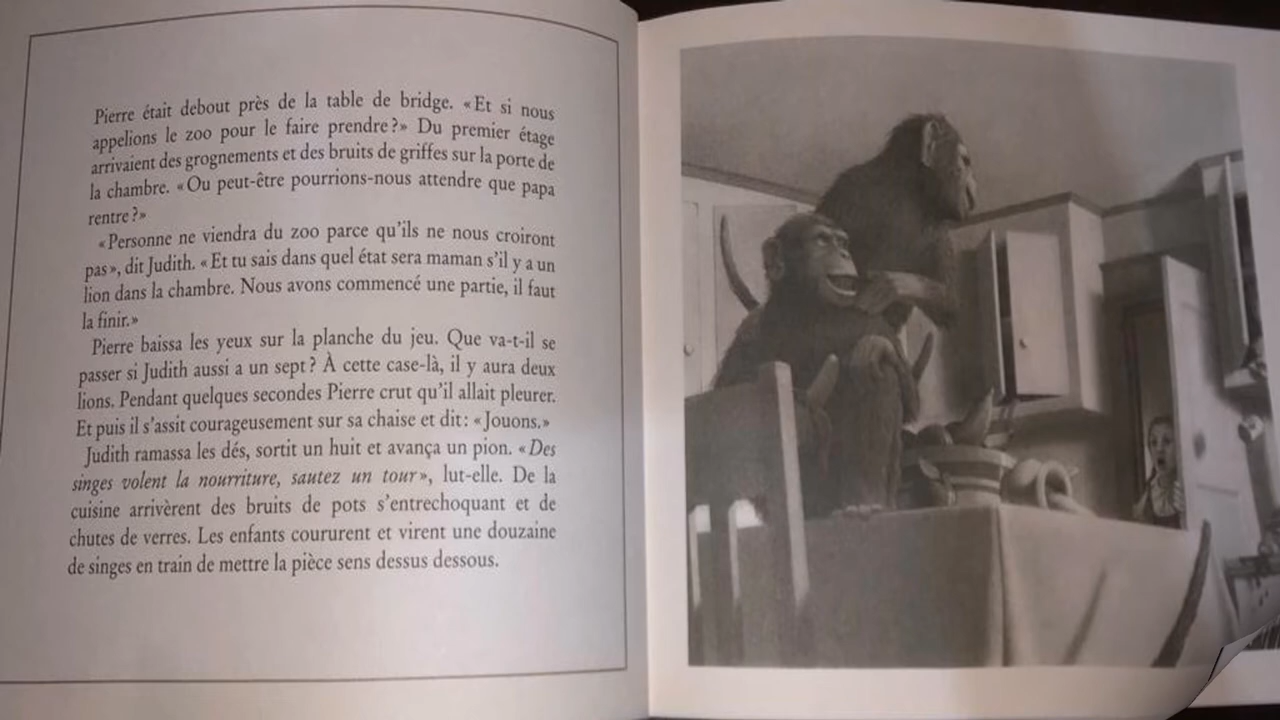 Pierre était debout près de la table de bridge. « Et si nous
appelions le zoo pour le faire prendre ? » Du premier étage
arrivaient des grognements et des bruits de griffes sur la porte de
la chambre. « Ou peut-être pourrions-nous attendre que papa
rentre ? »
« Personne ne viendra du zoo parce qu'ils ne nous croiront
pas », dit Judith. « Et tu sais dans quel état sera maman s'il y a un
lion dans la chambre. Nous avons commencé une partie, il faut
la finir. »
Pierre baissa les yeux sur la planche du jeu. Que va-t-il se
passer si Judith aussi a un sept ? À cette case-là, il y aura deux
lions. Pendant quelques secondes Pierre crut qu'il allait pleurer.
Et puis il s'assit courageusement sur sa chaise et dit : « Jouons. »
Judith ramassa les dés, sortit un huit et avança un pion. « Des
singes volent la nourriture, sautez un tour », lut-elle. De la
cuisine arrivèrent des bruits de pots s'entrechoquant et de
chutes de verres. Les enfants coururent et virent une douzaine
de singes en train de mettre la pièce sens dessus dessous.